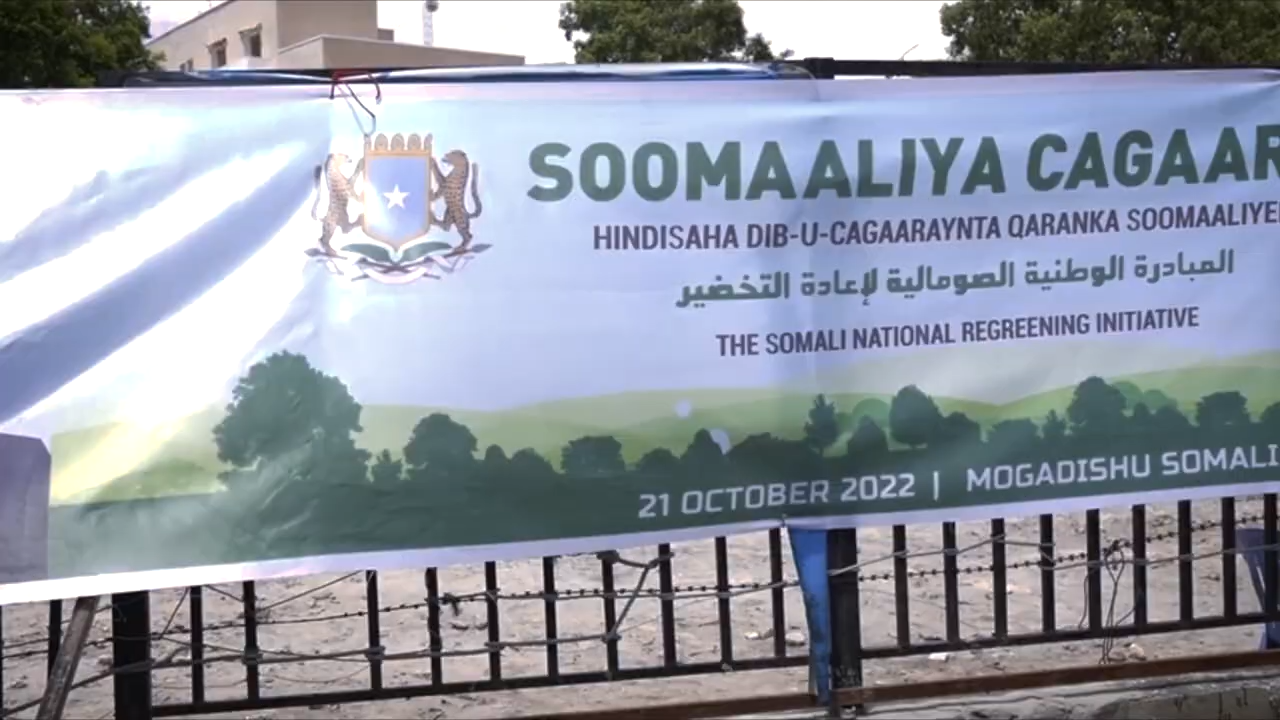 SOOMAALIYA CAGAAR
HINDISAHA DIB-U-CAGAARAYNTA QARANKA SOOMAALIYE
المبادرة الوطنية الصومالية لإعادة التخضير
THE SOMALI NATIONAL REGREENING INITIATIVE
21 OCTOBER 2022 | MOGADISHU SOMALI